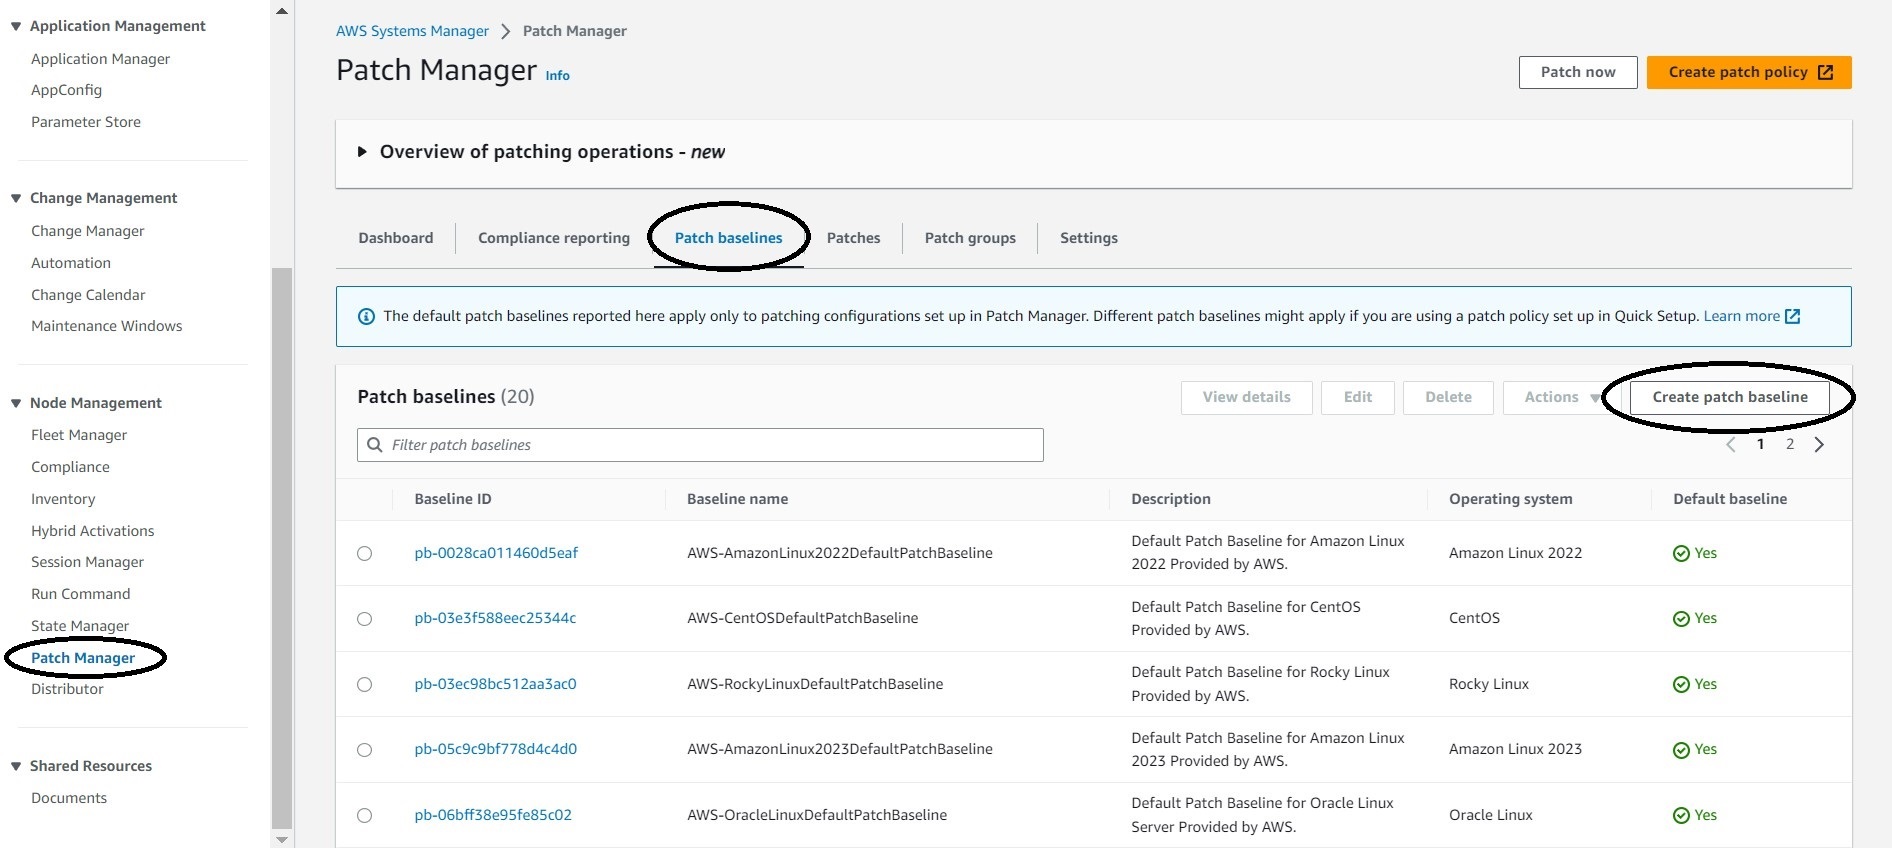 Application Management
Application Manager
AppConfig
Parameter Store
Change Management
Change Manager
Automation
Change Calendar
Maintenance Windows
Node Management
Fleet Manager
Compliance
Inventory
Hybrid Activations
Session Manager
Run Command
State Manager
Patch Manager
Distributor
Shared Resources
Documents
AWS Systems Manager > Patch Manager
Patch Manager Info
Patch now Create patch policy
Overview of patching operations - new
Dashboard Compliance reporting Patch baselines Patches Patch groups Settings
The default patch baselines reported here apply only to patching configurations set up in Patch Manager. Different patch baselines might apply if you are using a patch policy set up in Quick Setup. Learn more
Patch baselines (20) View details Edit Delete Actions Create patch baseline
Filter patch baselines
1 2
Baseline ID Baseline name Description Operating system Default baseline
pb-0028ca011460d5eaf AWS-AmazonLinux2022DefaultPatchBaseline Default Patch Baseline for Amazon Linux Amazon Linux 2022 Yes
2022 Provided by AWS.
pb-03e3f588eec25344c AWS-CentOSDefaultPatchBaseline Default Patch Baseline for CentOS CentOS Yes
Provided by AWS.
pb-03ec98bc512aa3ac0 AWS-RockyLinuxDefaultPatchBaseline Default Patch Baseline for Rocky Linux Rocky Linux Yes
Provided by AWS.
pb-05c9c9bf778d4c4d0 AWS-AmazonLinux2023DefaultPatchBaseline Default Patch Baseline for Amazon Linux Amazon Linux 2023 Yes
2023 Provided by AWS.
pb-06bff38e95fe85c02 AWS-OracleLinuxDefaultPatchBaseline Default Patch Baseline for Oracle Linux Oracle Linux Yes
Server Provided by AWS.